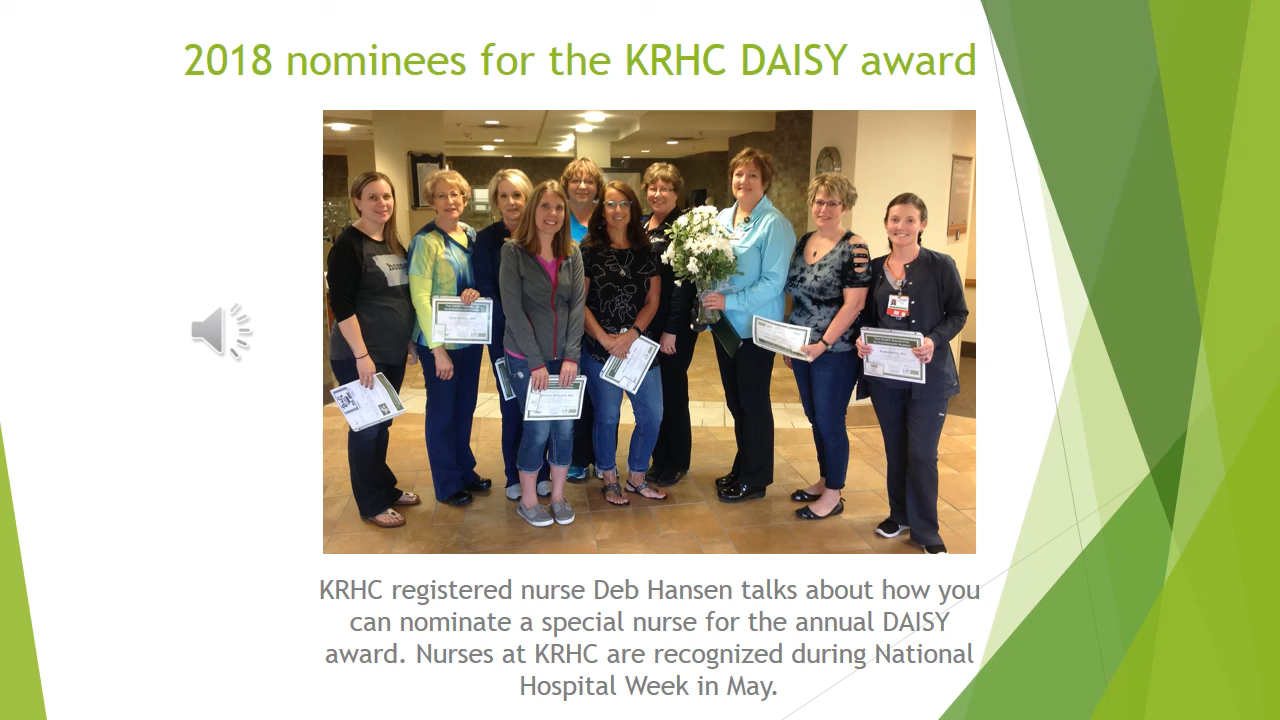 2018 nominees for the KRHC DAISY award
home
KRHC registered nurse Deb Hansen talks about how you
can nominate a special nurse for the annual DAISY
award. Nurses at KRHC are recognized during National
Hospital Week in May.